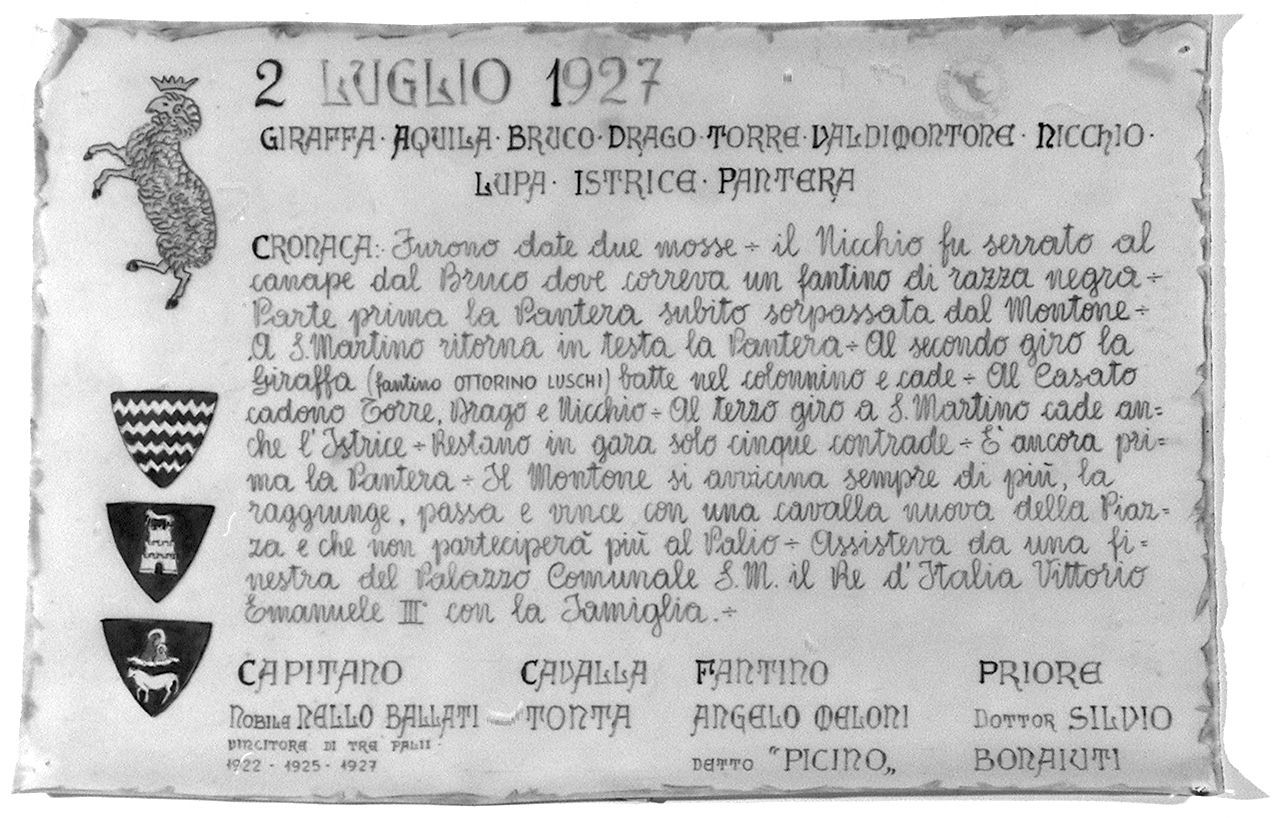 2 LUGLIO 1927
GIRAFFA · AQUILA · BRUCO · DRAGO · TORRE · VALDIMONTONE · NICCHIO ·
LUPA · ISTRICE · PANTERA
CRONACA: Furono date due mosse ÷ il Nicchio fu serrato al
canape dal Bruco dove correva un fantino di razza negra ÷
Parte prima la Pantera subito sorpassata dal Montone ÷
A S.Martino ritorna in testa la Pantera ÷ Al secondo giro la
Giraffa (fantino OTTORINO LUSCHI) batte nel colonnino e cade ÷ Al Casato
cadono Torre, Drago e Nicchio ÷ Al terzo giro a S.Martino cade an=
che l'Istrice ÷ Restano in gara solo cinque contrade ÷ E' ancora pri=
ma la Pantera ÷ Il Montone si avvicina sempre di più, la
raggiunge, passa e vince con una cavalla nuova della Piaz=
za e che non parteciperà più al Palio ÷ Assisteva da una fi=
nestra del Palazzo Comunale S.M. il Re d'Italia Vittorio
Emanuele III° con la Famiglia. ÷
CAPITANO CAVALLA FANTINO PRIORE
NOBILE NELLO BALLATI TONTA ANGELO MELONI DOTTOR SILVIO
VINCITORE DI TRE PALII · DETTO "PICINO„ BONAIUTI
1922 - 1925 - 1927